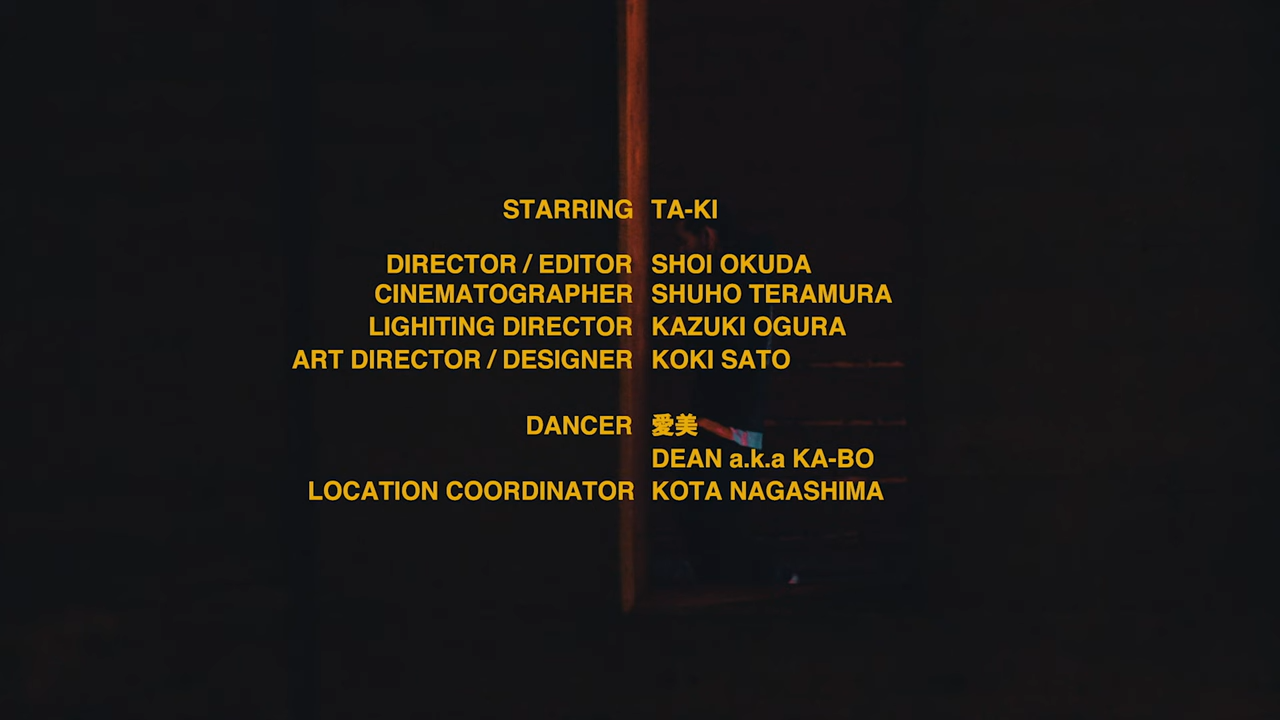 STARRING TA-KI
DIRECTOR / EDITOR SHOI OKUDA
CINEMATOGRAPHER SHUHO TERAMURA
LIGHITING DIRECTOR KAZUKI OGURA
ART DIRECTOR / DESIGNER KOKI SATO
DANCER 愛美
DEAN a.k.a KA-BO
LOCATION COORDINATOR KOTA NAGASHIMA